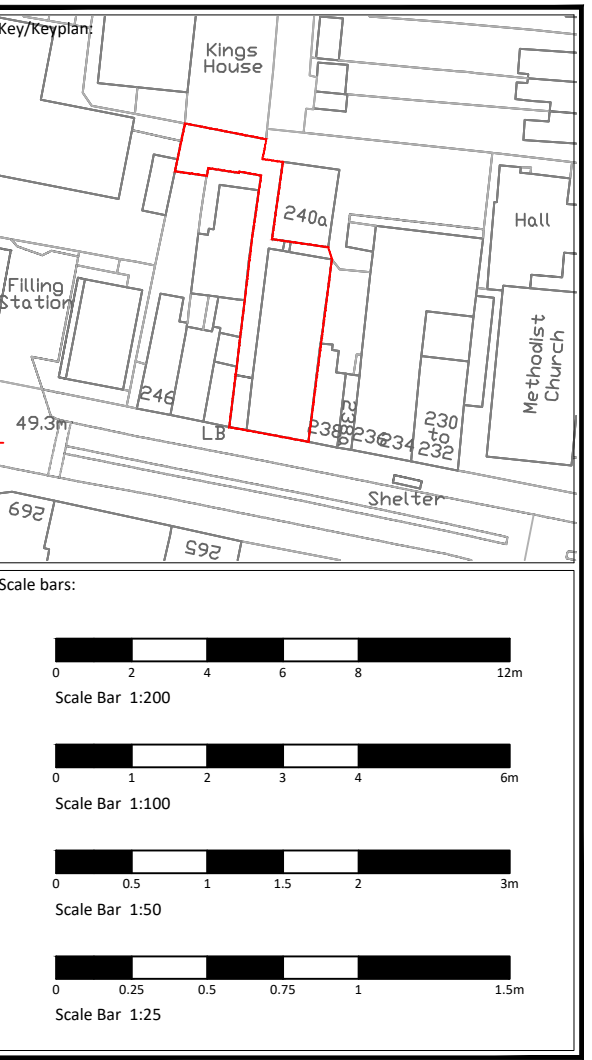 Key/Keyplan:
Kings
House
240a
Hall
Filling
Station
Methodist
Church
246
49.3m
LB
238
238a
236
234
230
to
232
Shelter
269
265
Scale bars:
0 2 4 6 8 12m
Scale Bar 1:200
0 1 2 3 4 6m
Scale Bar 1:100
0 0.5 1 1.5 2 3m
Scale Bar 1:50
0 0.25 0.5 0.75 1 1.5m
Scale Bar 1:25